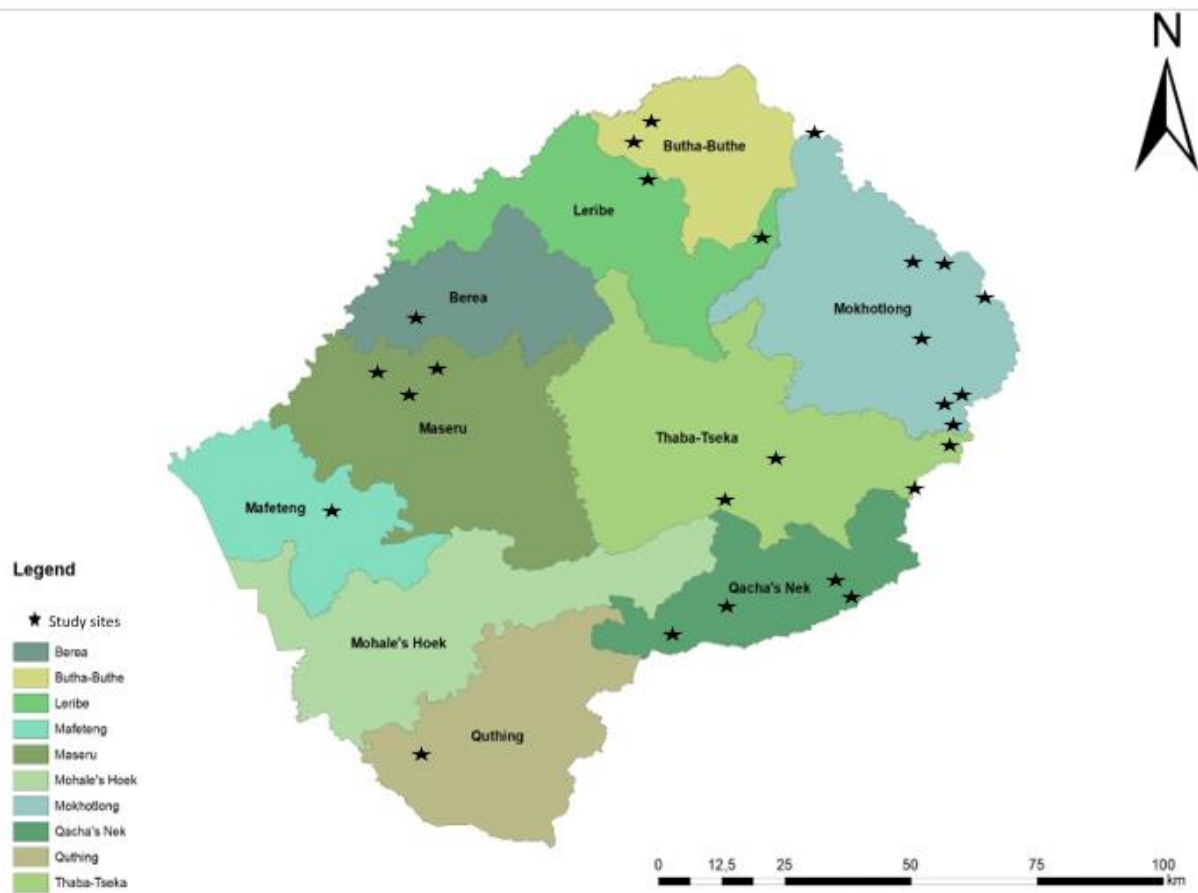 N
Butha-Buthe
Leribe
Berea
Mokhotlong
Maseru
Thaba-Tseka
Mafeteng
Qacha's Nek
Mohale's Hoek
Quthing
Legend
Study sites
Berea
Butha-Buthe
Leribe
Mafeteng
Maseru
Mohale's Hoek
Mokhotlong
Qacha's Nek
Quthing
Thaba-Tseka
0 12,5 25 50 75 100
km